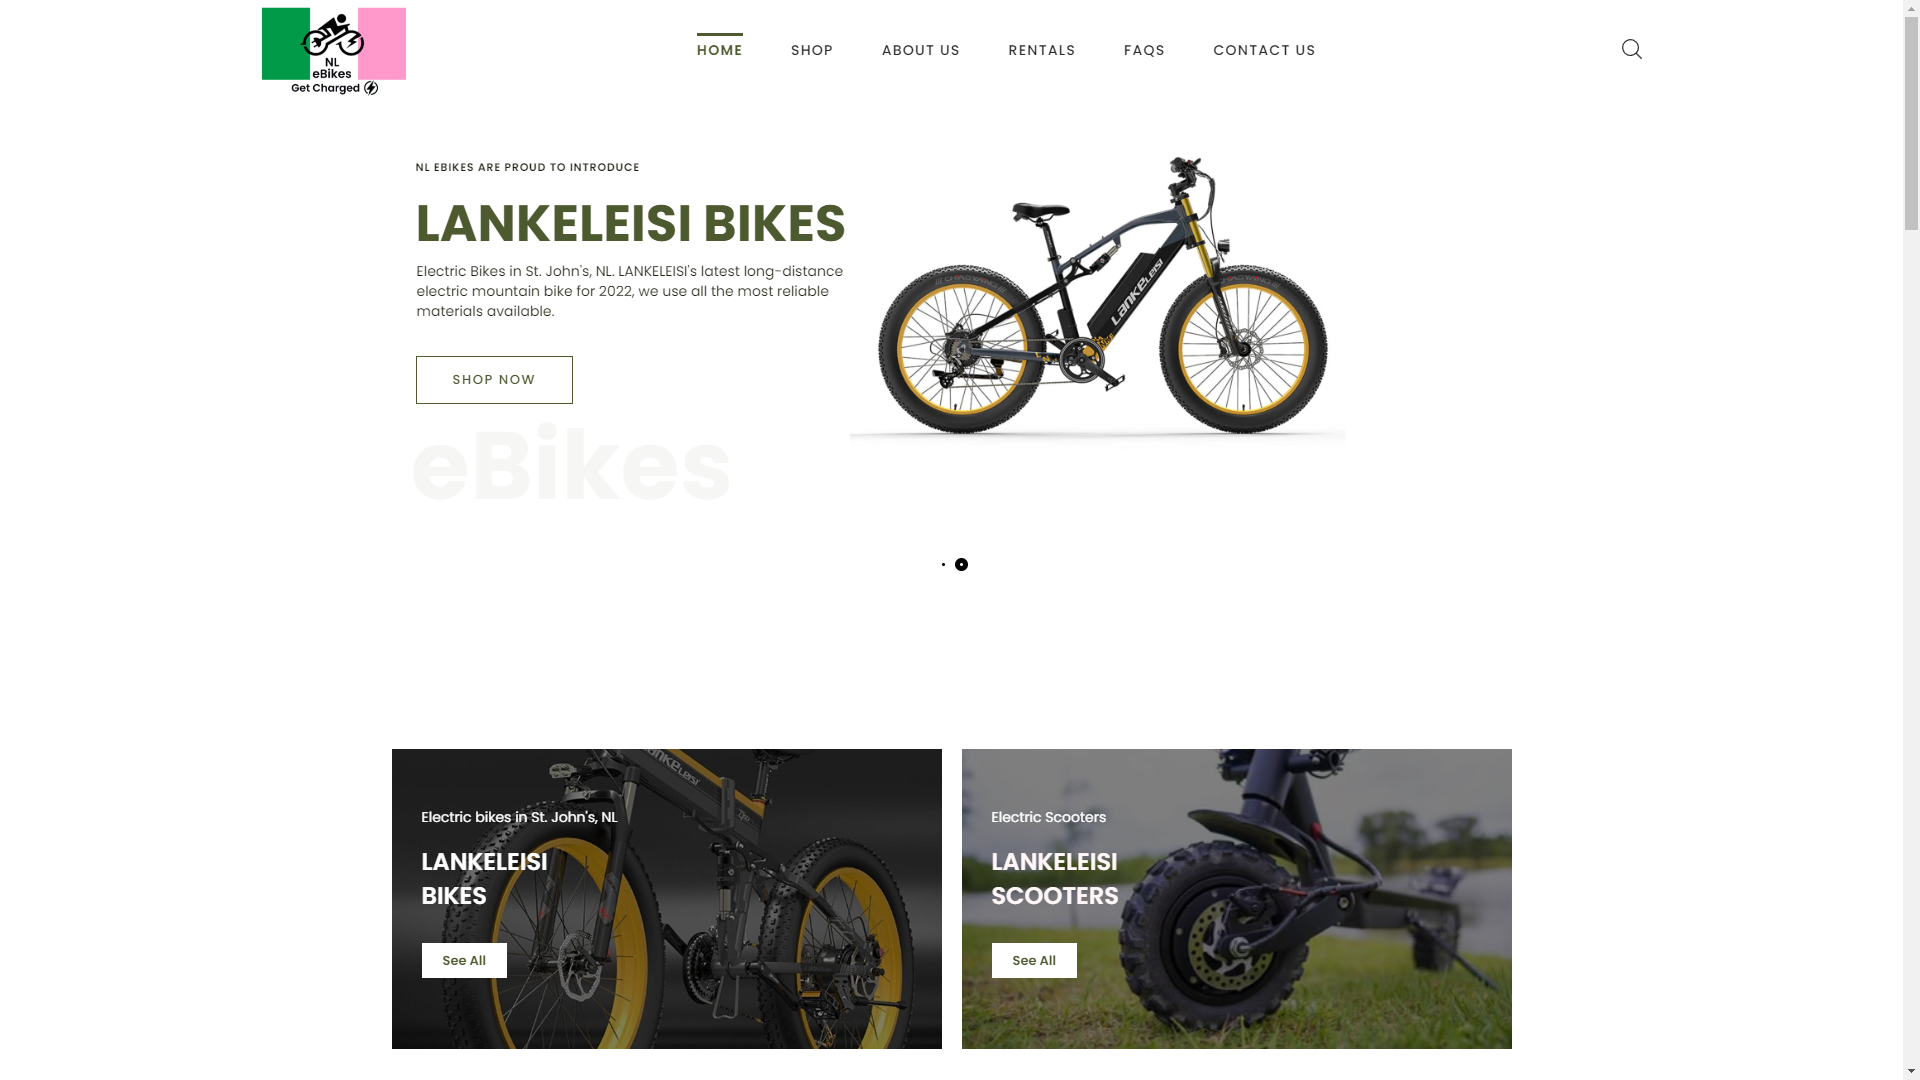 NL
eBikes
Get Charged
HOME
SHOP
ABOUT US
RENTALS
FAQS
CONTACT US
NL EBIKES ARE PROUD TO INTRODUCE
LANKELEISI BIKES
Electric Bikes in St. John's, NL. LANKELEISI's latest long-distance
electric mountain bike for 2022, we use all the most reliable
materials available.
SHOP NOW
eBikes
LANKELEISI
CHAOYANG
Electric bikes in St. John's, NL
LANKELEISI
BIKES
See All
LANKELEISI
Electric Scooters
LANKELEISI
SCOOTERS
See All